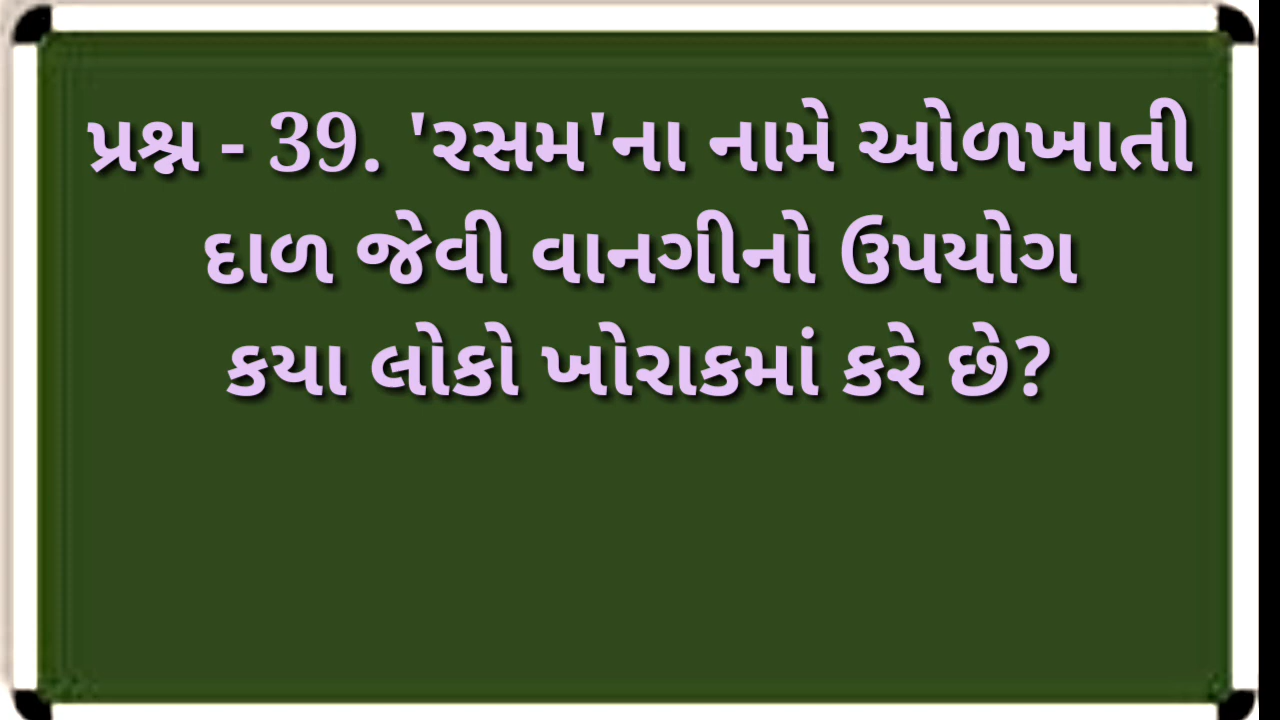 પ્રશ્ન - 39. 'રસમ'ના નામે ઓળખાતી
દાળ જેવી વાનગીનો ઉપયોગ
કયા લોકો ખોરાકમાં કરે છે?